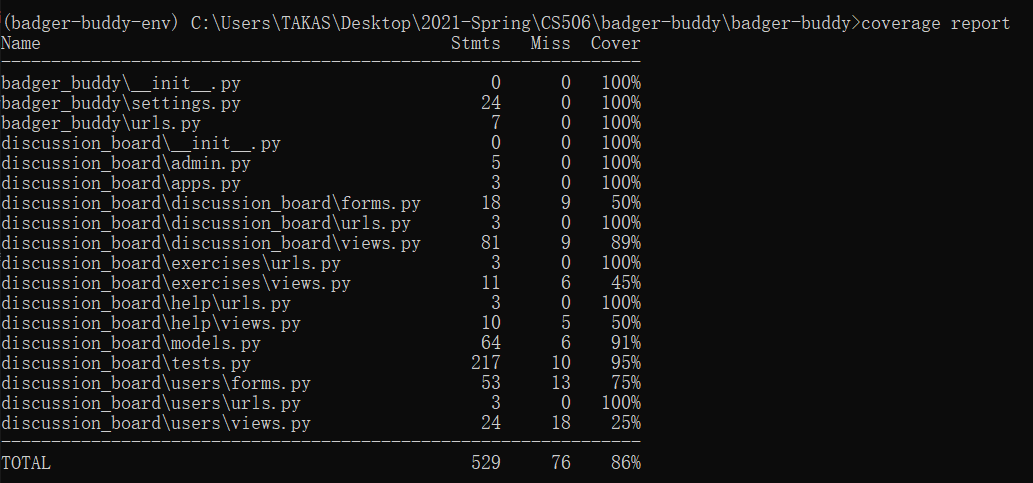 (badger-buddy-env) C:\Users\TAKAS\Desktop\2021-Spring\CS506\badger-buddy\badger-buddy>coverage report
Name                                        Stmts   Miss  Cover
----------------------------------------------------------------
badger_buddy\__init__.py                        0      0   100%
badger_buddy\settings.py                       24      0   100%
badger_buddy\urls.py                            7      0   100%
discussion_board\__init__.py                    0      0   100%
discussion_board\admin.py                       5      0   100%
discussion_board\apps.py                        3      0   100%
discussion_board\discussion_board\forms.py     18      9    50%
discussion_board\discussion_board\urls.py       3      0   100%
discussion_board\discussion_board\views.py     81      9    89%
discussion_board\exercises\urls.py              3      0   100%
discussion_board\exercises\views.py            11      6    45%
discussion_board\help\urls.py                   3      0   100%
discussion_board\help\views.py                 10      5    50%
discussion_board\models.py                     64      6    91%
discussion_board\tests.py                     217     10    95%
discussion_board\users\forms.py                53     13    75%
discussion_board\users\urls.py                  3      0   100%
discussion_board\users\views.py                24     18    25%
----------------------------------------------------------------
TOTAL                                         529     76    86%